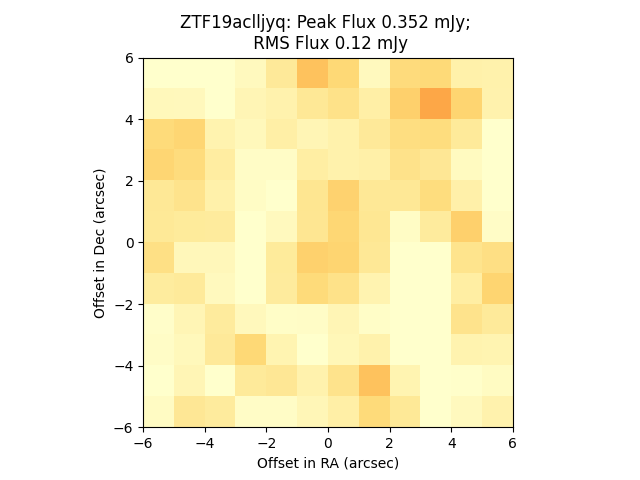 ZTF19aclljyq: Peak Flux 0.352 mJy;
RMS Flux 0.12 mJy
6
4
2
0
−2
−4
−6
Offset in Dec (arcsec)
−6 −4 −2 0 2 4 6
Offset in RA (arcsec)